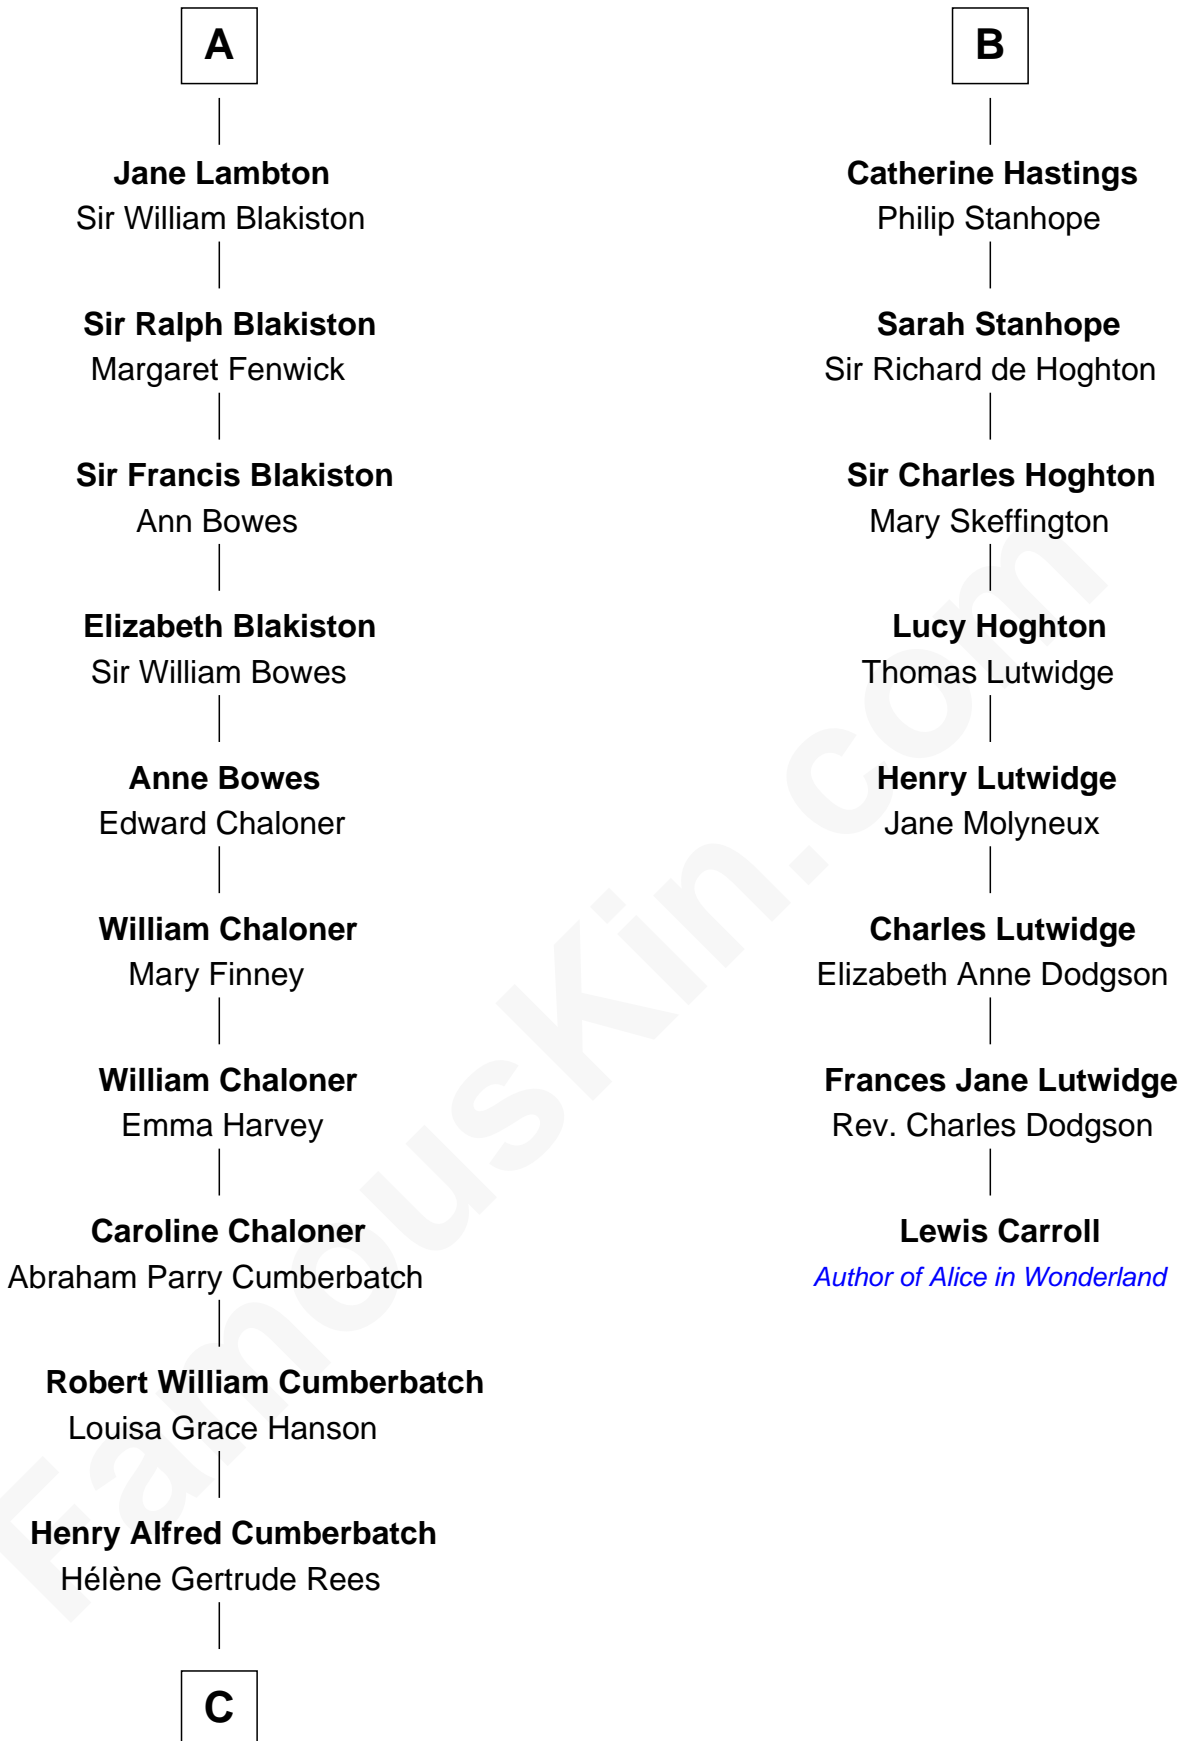 A
Jane Lambton
Sir William Blakiston
Sir Ralph Blakiston
Margaret Fenwick
Sir Francis Blakiston
Ann Bowes
Elizabeth Blakiston
Sir William Bowes
Anne Bowes
Edward Chaloner
William Chaloner
Mary Finney
William Chaloner
Emma Harvey
Caroline Chaloner
Abraham Parry Cumberbatch
Robert William Cumberbatch
Louisa Grace Hanson
Henry Alfred Cumberbatch
Hélène Gertrude Rees
C
B
Catherine Hastings
Philip Stanhope
Sarah Stanhope
Sir Richard de Hoghton
Sir Charles Hoghton
Mary Skeffington
Lucy Hoghton
Thomas Lutwidge
Henry Lutwidge
Jane Molyneux
Charles Lutwidge
Elizabeth Anne Dodgson
Frances Jane Lutwidge
Rev. Charles Dodgson
Lewis Carroll
Author of Alice in Wonderland
FamousKin.com